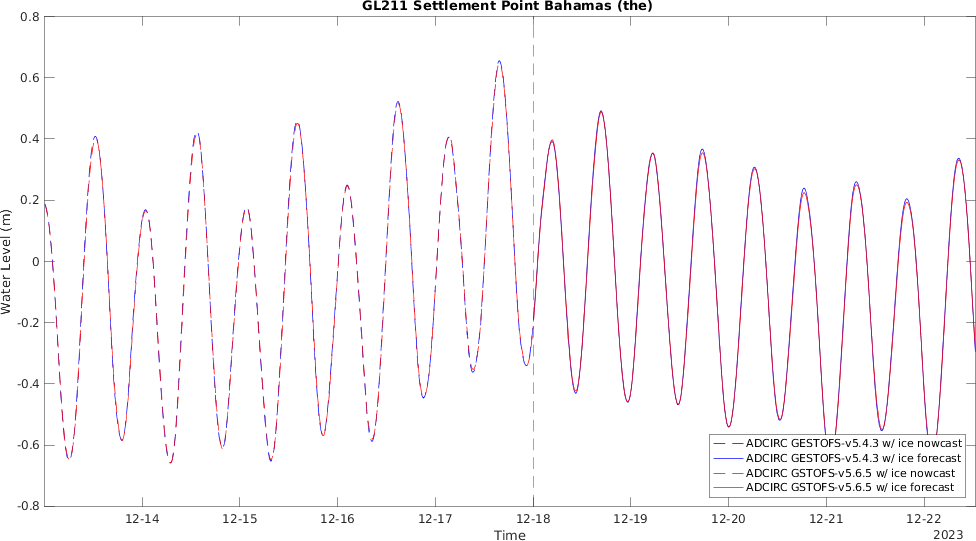 GL211 Settlement Point Bahamas (the)
0.8
0.6
0.4
0.2
0
-0.2
-0.4
-0.6
-0.8
Water Level (m)
12-14
12-15
12-16
12-17
12-18
12-19
12-20
12-21
12-22
Time
2023
ADCIRC GESTOFS-v5.4.3 w/ ice nowcast
ADCIRC GESTOFS-v5.4.3 w/ ice forecast
ADCIRC GSTOFS-v5.6.5 w/ ice nowcast
ADCIRC GSTOFS-v5.6.5 w/ ice forecast